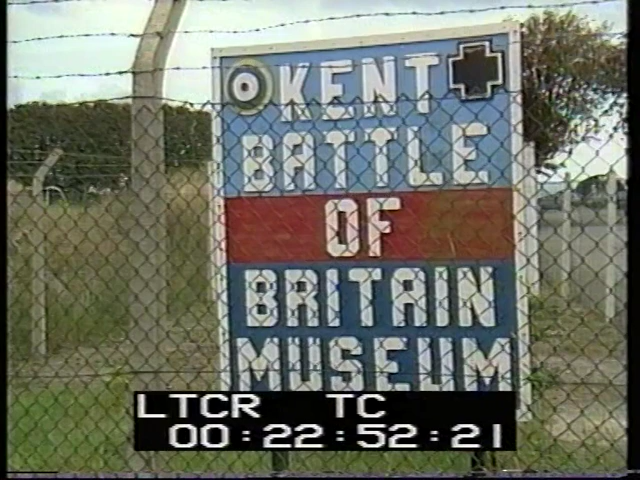 KENT
BATTLE
OF
BRITAIN
MUSEUM
LTCR TC
00:22:52:21